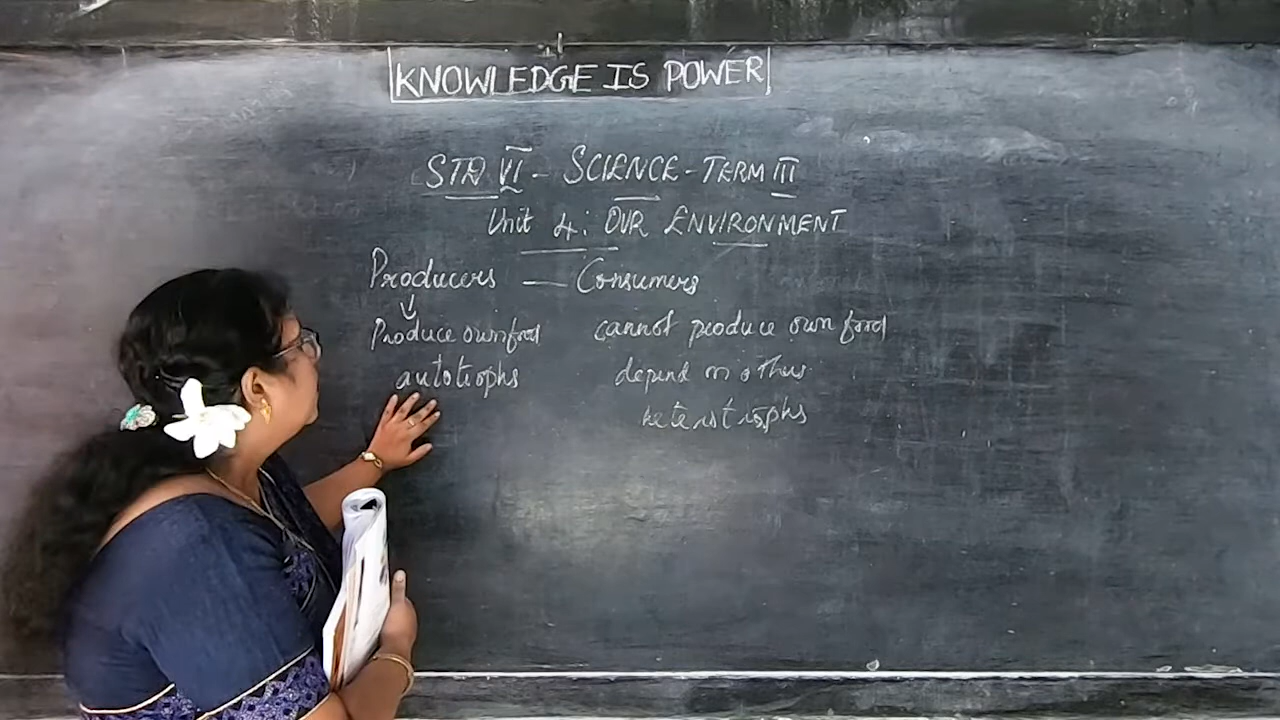 KNOWLEDGE IS POWER
STD VI - SCIENCE - TERM III
Unit 4: OUR ENVIRONMENT
Producers — Consumers
↓
Produce own food cannot produce own food
autotrophs depend on others
heterotrophs